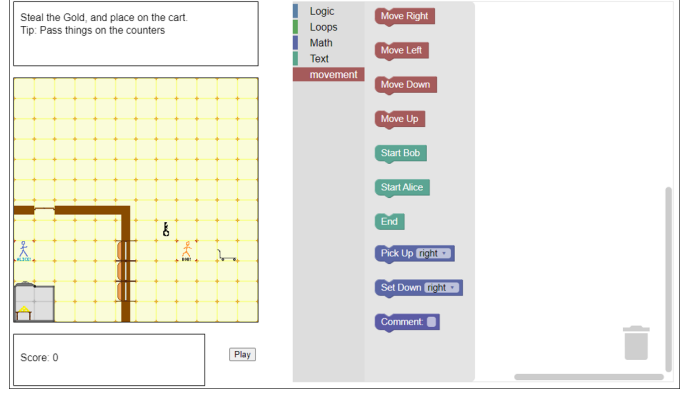 Steal the Gold, and place on the cart.
Tip: Pass things on the counters
Logic
Loops
Math
Text
movement
Move Right
Move Left
Move Down
Move Up
Start Bob
Start Alice
End
Pick Up right
Set Down right
Comment:
ALICE!
BOB!
Score: 0
Play